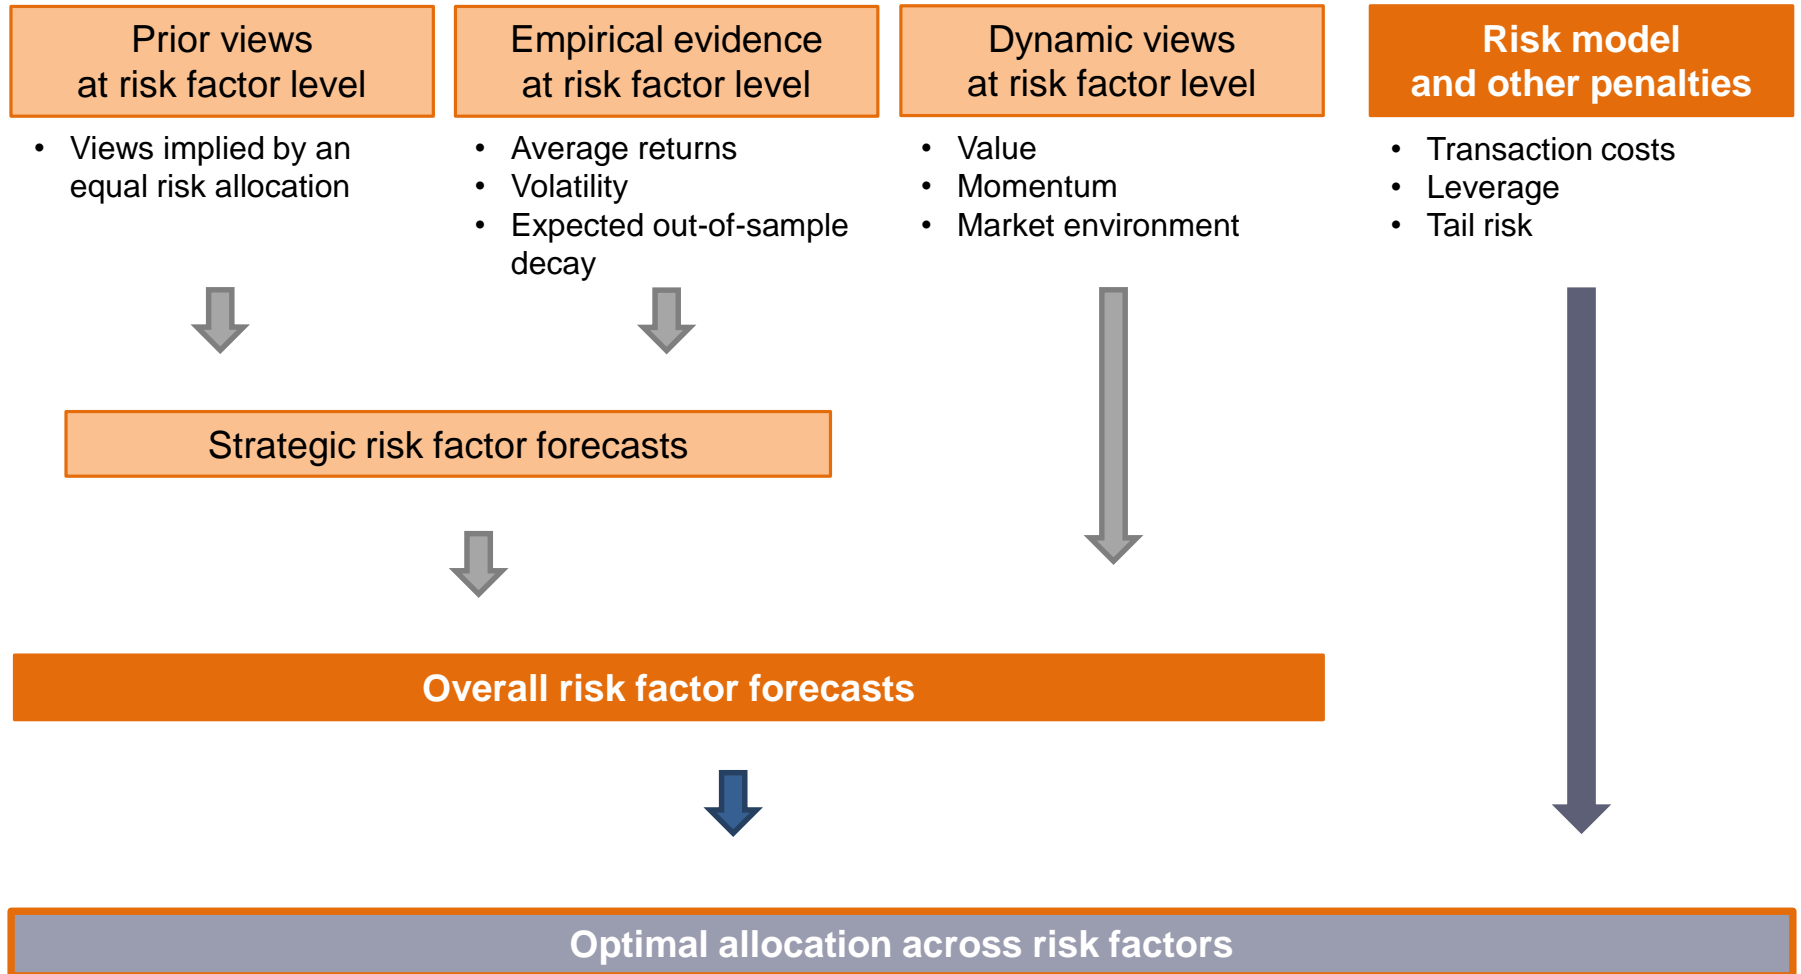 Prior views
at risk factor level
• Views implied by an
equal risk allocation
Empirical evidence
at risk factor level
• Average returns
• Volatility
• Expected out-of-sample
decay
Dynamic views
at risk factor level
• Value
• Momentum
• Market environment
Risk model
and other penalties
• Transaction costs
• Leverage
• Tail risk
Strategic risk factor forecasts
Overall risk factor forecasts
Optimal allocation across risk factors